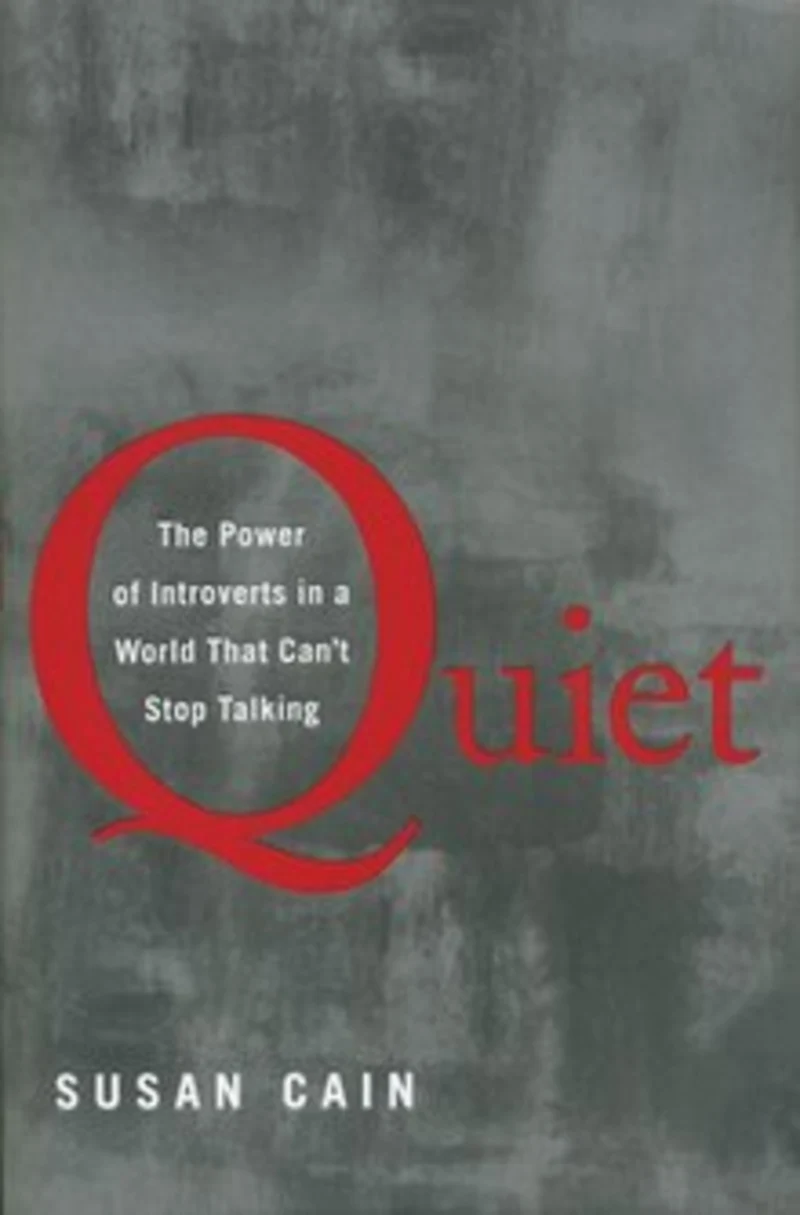 Quiet
The Power
of Introverts in a
World That Can't
Stop Talking
SUSAN CAIN